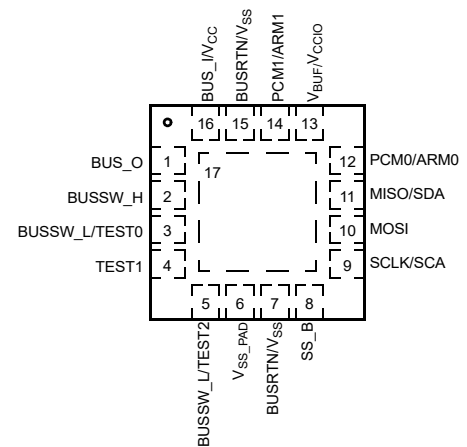 BUS_I/VCC
BUSRTN/VSS
PCM1/ARM1
VBUF/VCCIO
16
15
14
13
BUS_O
1
17
12
PCM0/ARM0
BUSSW_H
2
11
MISO/SDA
BUSSW_L/TEST0
3
10
MOSI
TEST1
4
9
SCLK/SCA
5
6
7
8
BUSSW_L/TEST2
VSS_PAD
BUSRTN/VSS
SS_B